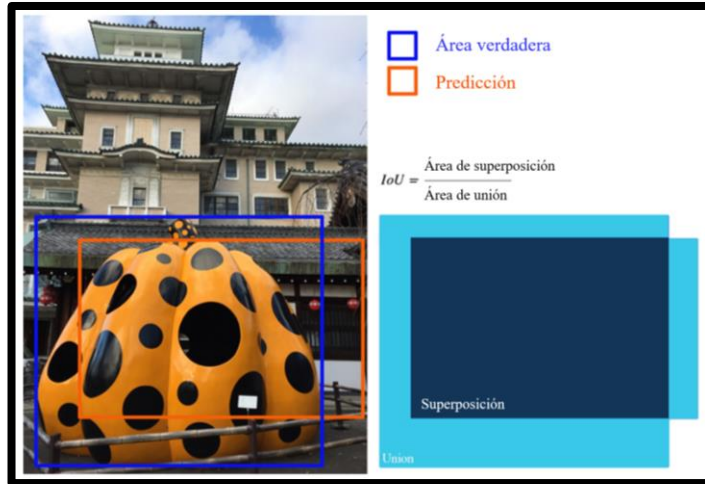 Área verdadera
Predicción
IoU = Área de superposición
Área de unión
Superposición
Union